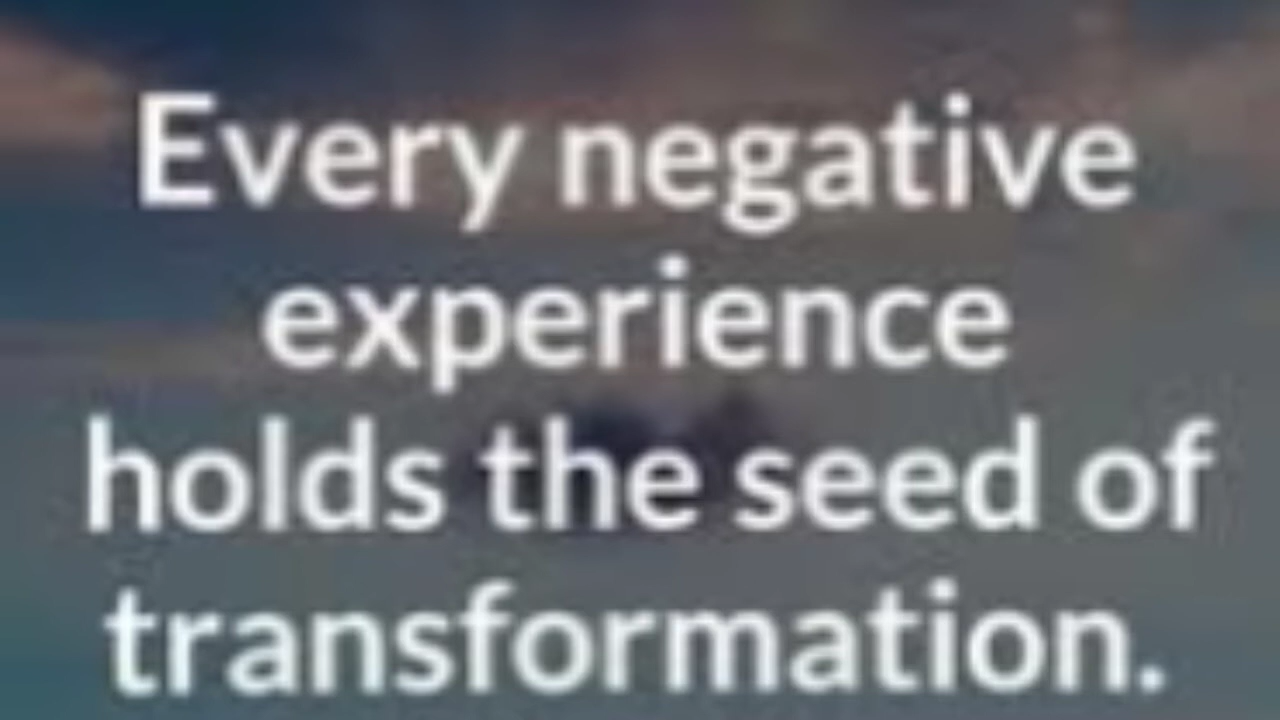 Every negative
experience
holds the seed of
transformation.